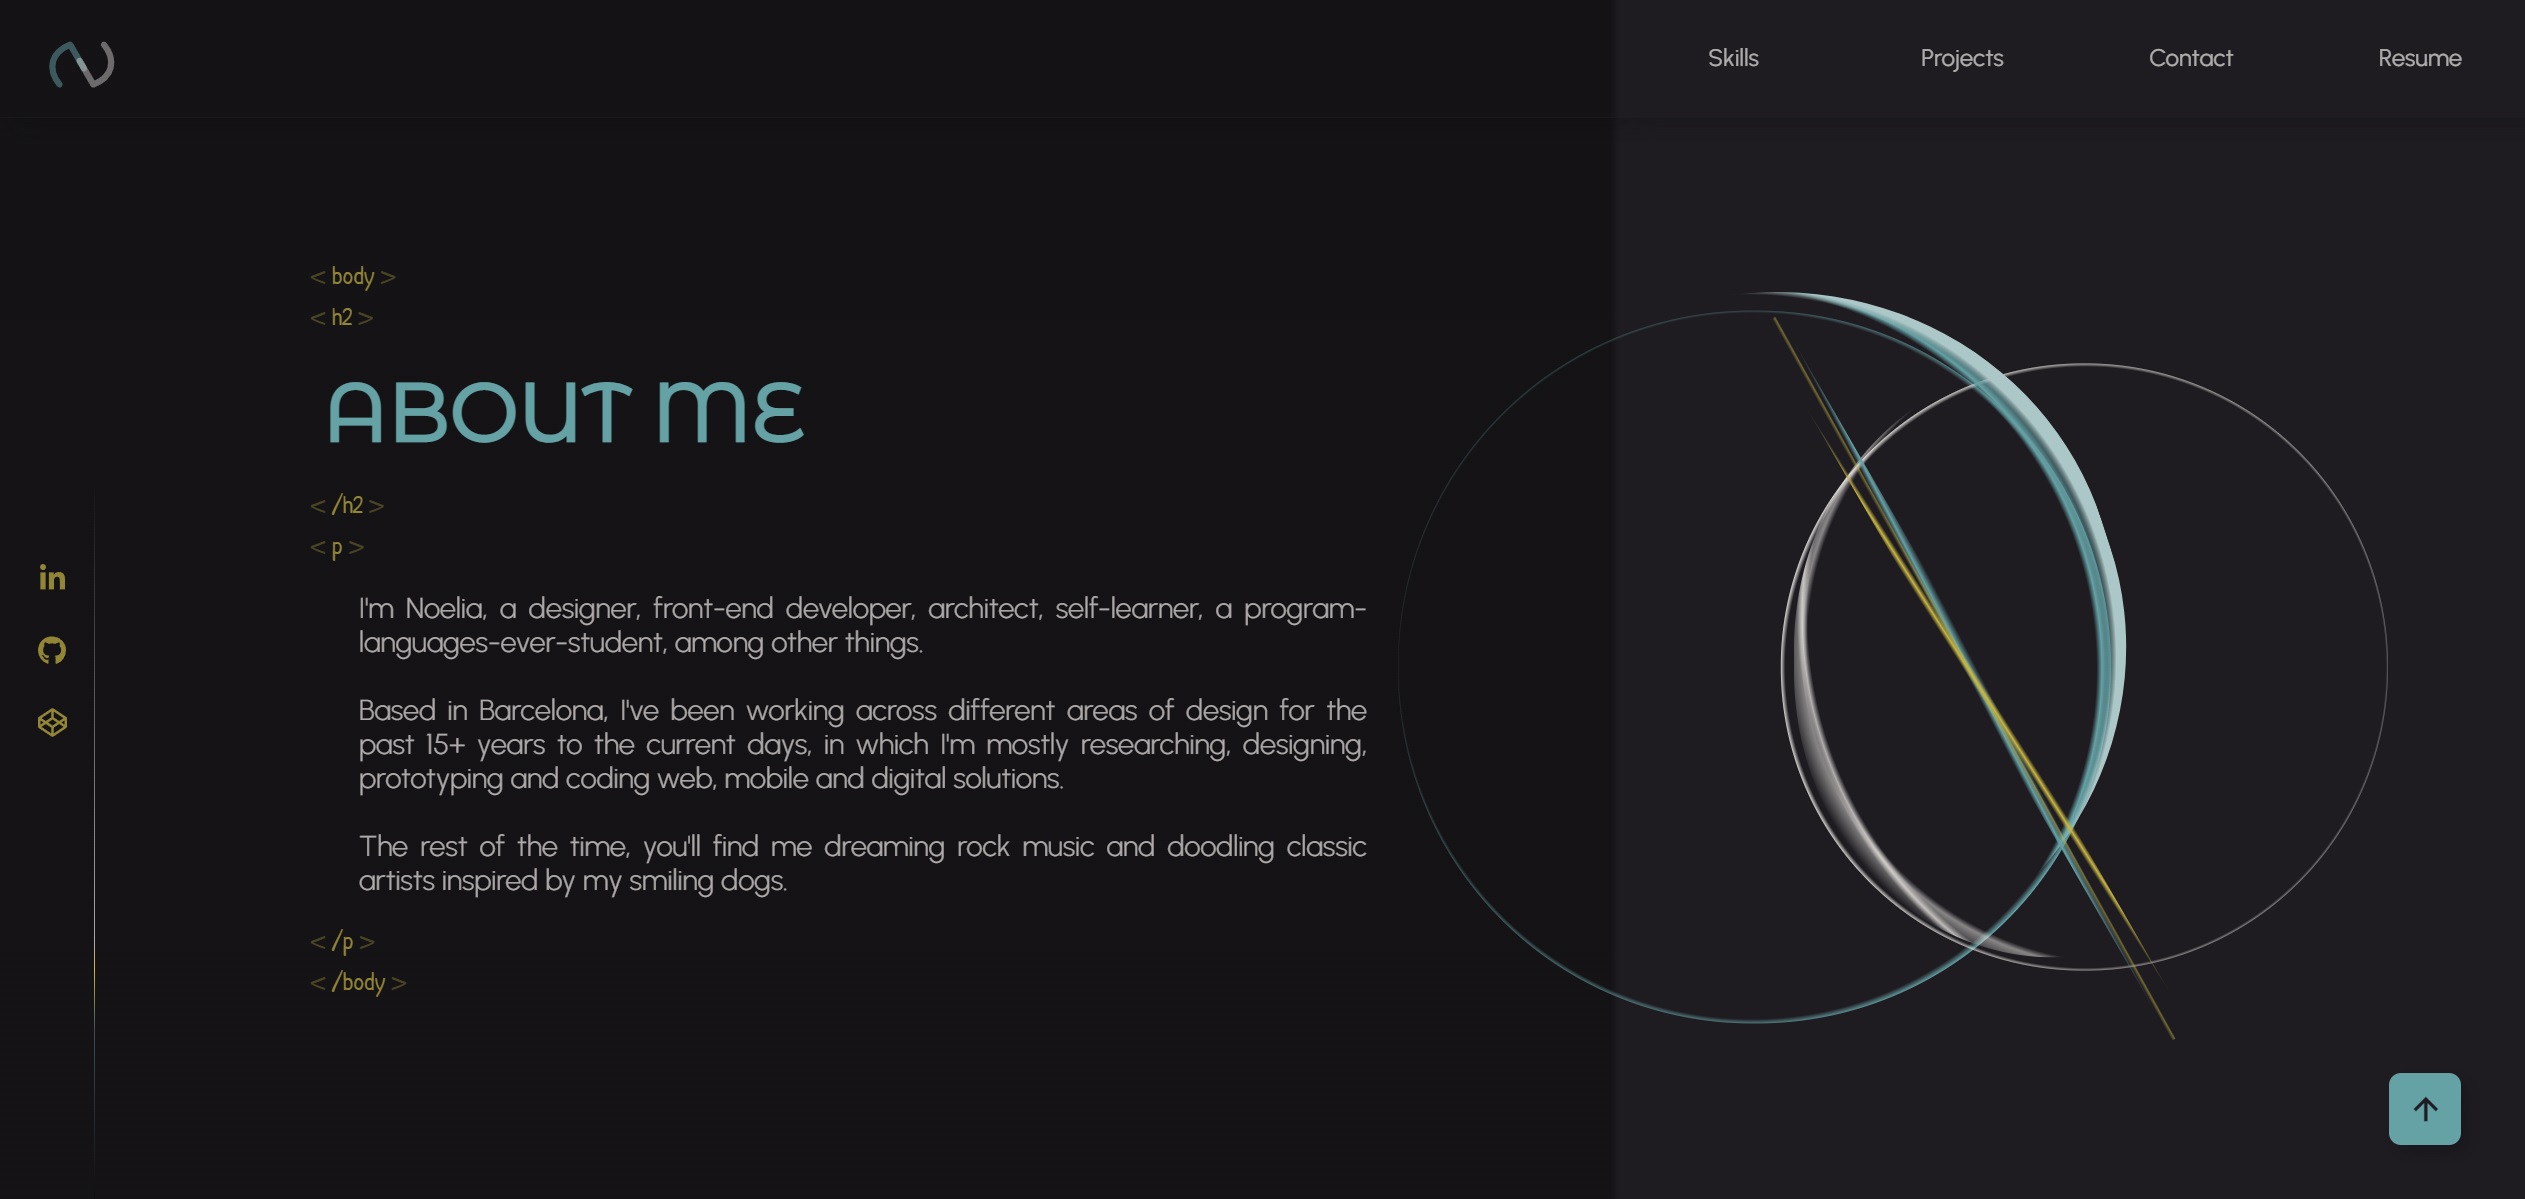 Skills Projects Contact Resume
< body >
< h2 >
ABOUT ME
< /h2 >
< p >
in
I'm Noelia, a designer, front-end developer, architect, self-learner, a program-
languages-ever-student, among other things.
Based in Barcelona, I've been working across different areas of design for the
past 15+ years to the current days, in which I'm mostly researching, designing,
prototyping and coding web, mobile and digital solutions.
The rest of the time, you'll find me dreaming rock music and doodling classic
artists inspired by my smiling dogs.
< /p >
< /body >